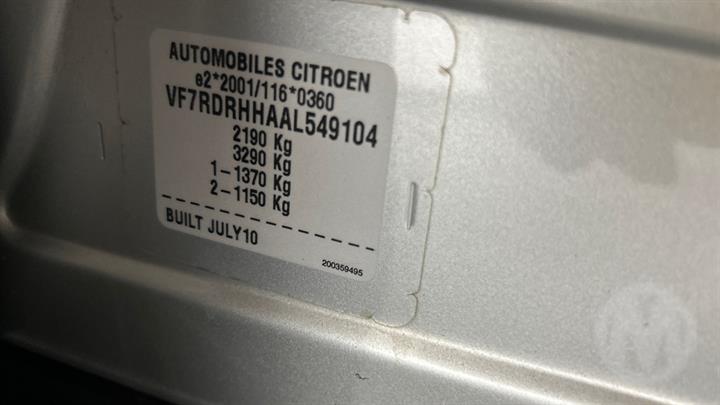 AUTOMOBILES CITROEN
e2*2001/116*0360
VF7RDRHHAAL549104
2190 Kg
3290 Kg
1-1370 Kg
2-1150 Kg
BUILT JULY10
200359495
M